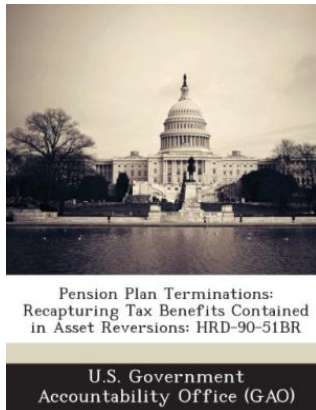 Pension Plan Terminations:
Recapturing Tax Benefits Contained
in Asset Reversions: HRD-90-51BR
U.S. Government
Accountability Office (GAO)